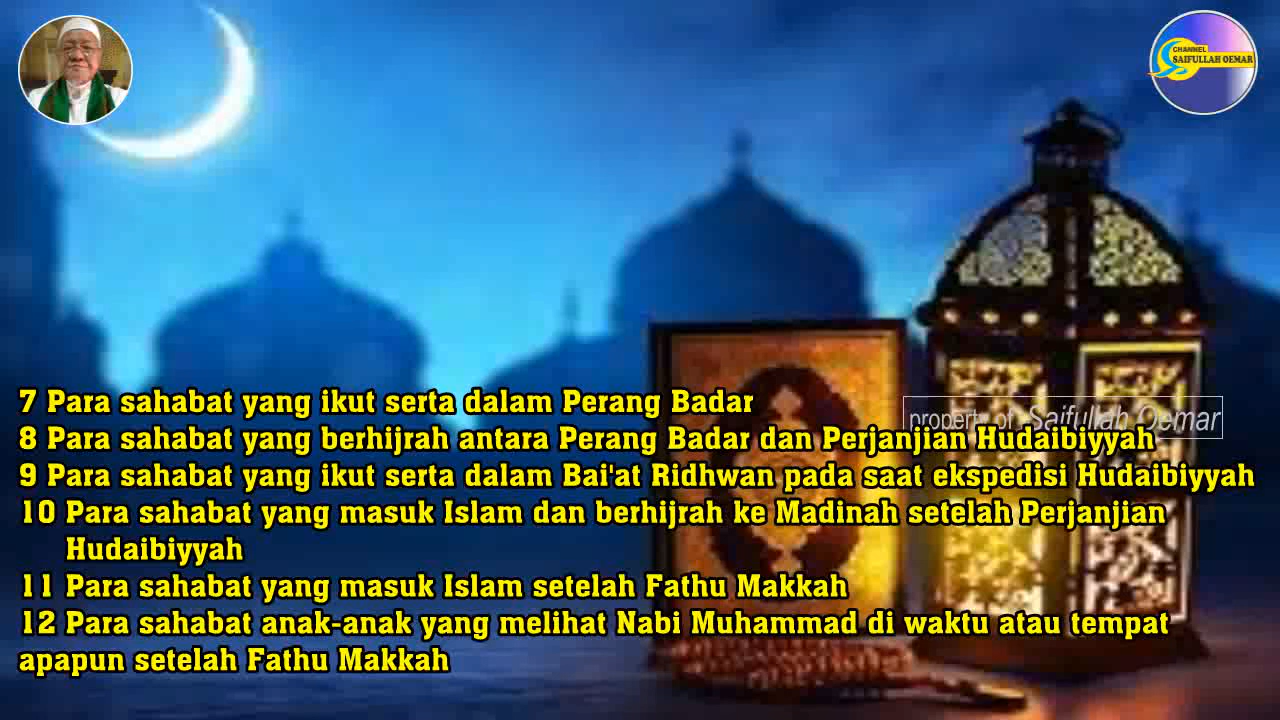 CHANNEL
SAIFULLAH OEMAR
7 Para sahabat yang ikut serta dalam Perang Badar
property of Saifullah Oemar
8 Para sahabat yang berhijrah antara Perang Badar dan Perjanjian Hudaibiyyah
9 Para sahabat yang ikut serta dalam Bai'at Ridhwan pada saat ekspedisi Hudaibiyyah
10 Para sahabat yang masuk Islam dan berhijrah ke Madinah setelah Perjanjian
Hudaibiyyah
11 Para sahabat yang masuk Islam setelah Fathu Makkah
12 Para sahabat anak-anak yang melihat Nabi Muhammad di waktu atau tempat
apapun setelah Fathu Makkah